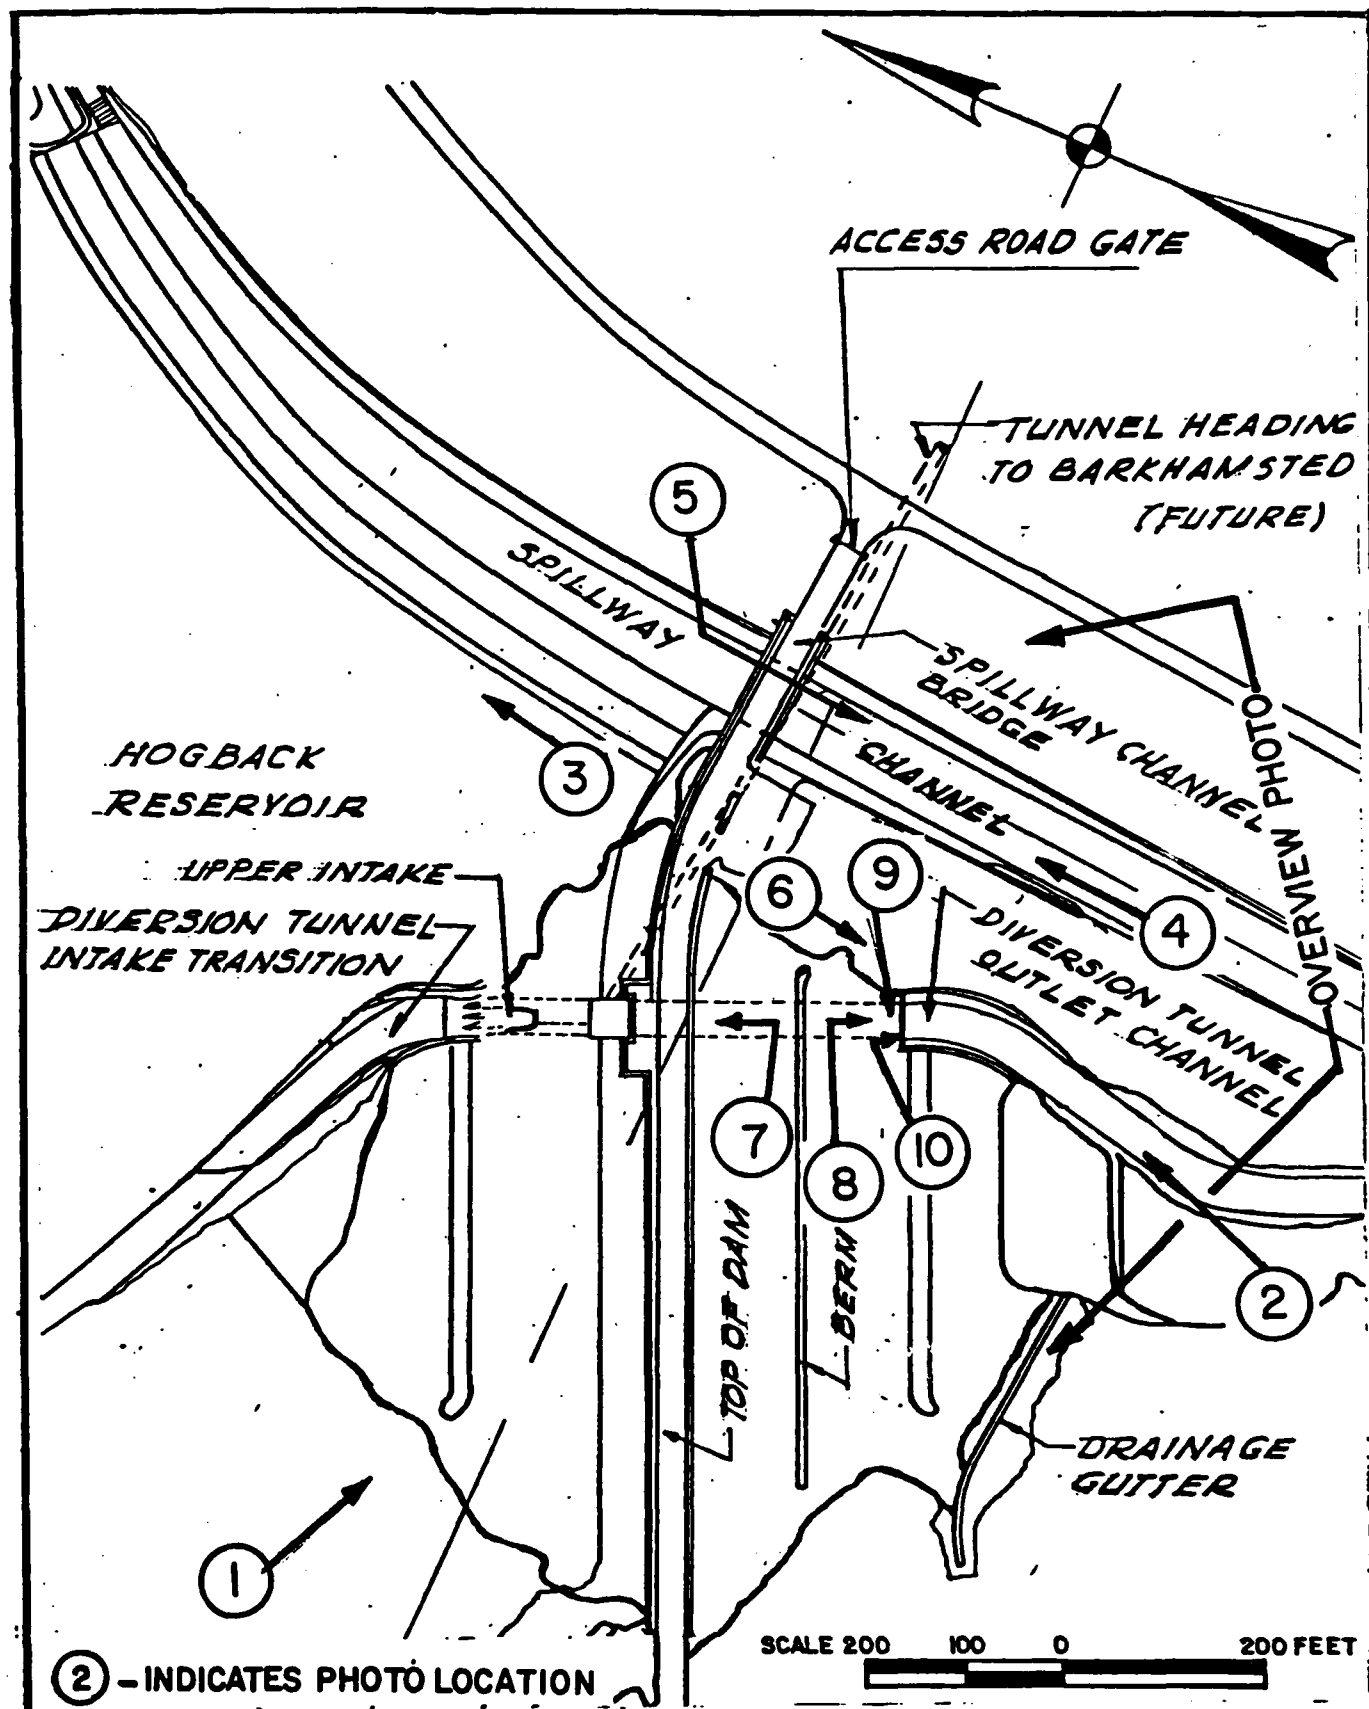 ACCESS ROAD GATE
TUNNEL HEADING
TO BARKHAMSTED
(FUTURE)
5
SPILLWAY
SPILLWAY CHANNEL
BRIDGE
CHANNEL
OVERVIEW PHOTO
3
HOGBACK
RESERVOIR
UPPER INTAKE
DIVERSION TUNNEL
INTAKE TRANSITION
6
9
4
DIVERSION TUNNEL
OUTLET CHANNEL
7
8
10
2
TOP OF DAM
BERM
DRAINAGE
GUTTER
1
SCALE 200 100 0 200 FEET
2 - INDICATES PHOTO LOCATION